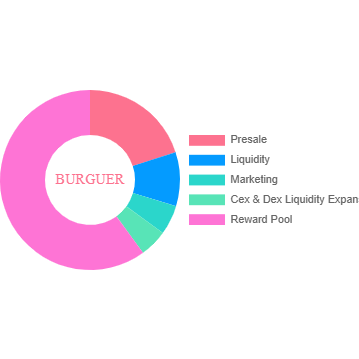 BURGUER
Presale
Liquidity
Marketing
Cex & Dex Liquidity Expan
Reward Pool